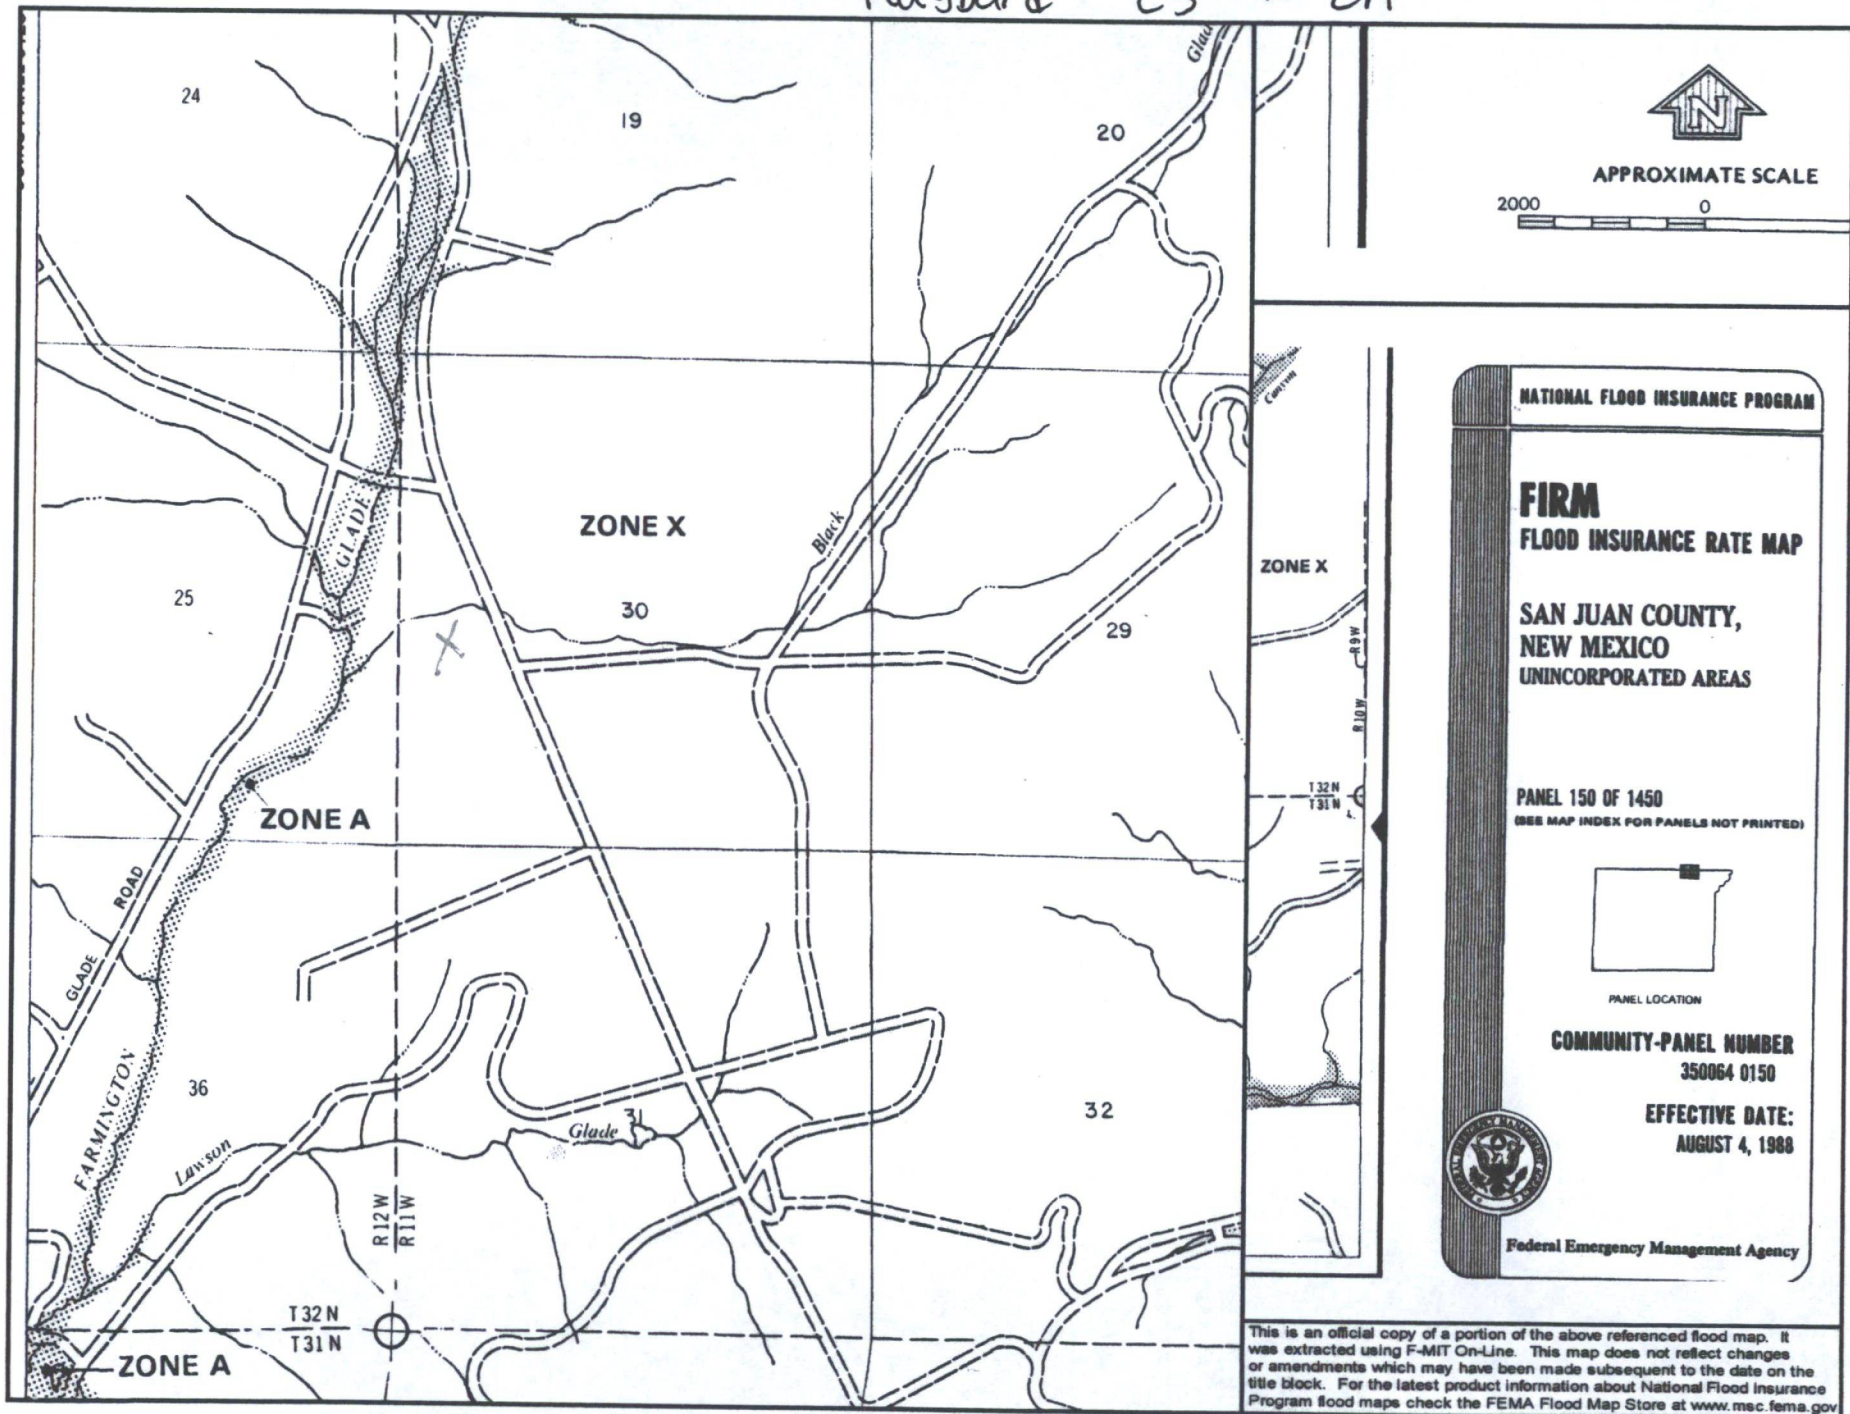 24
19
20
Glade
N
APPROXIMATE SCALE
2000 0
Canyon
NATIONAL FLOOD INSURANCE PROGRAM
FIRM
FLOOD INSURANCE RATE MAP
SAN JUAN COUNTY,
NEW MEXICO
UNINCORPORATED AREAS
PANEL 150 OF 1450
(SEE MAP INDEX FOR PANELS NOT PRINTED)
PANEL LOCATION
COMMUNITY-PANEL NUMBER
350064 0150
EFFECTIVE DATE:
AUGUST 4, 1988
Federal Emergency Management Agency
GLADE
ZONE X
Black
ZONE X
25
30
29
X
R9W
R10W
T32N
T31N
ZONE A
GLADE ROAD
FARMINGTON
36
Lawson
31
Glade
32
R12W
R11W
T32N
T31N
ZONE A
This is an official copy of a portion of the above referenced flood map. It
was extracted using F-MIT On-Line. This map does not reflect changes
or amendments which may have been made subsequent to the date on the
title block. For the latest product information about National Flood Insurance
Program flood maps check the FEMA Flood Map Store at www.msc.fema.gov